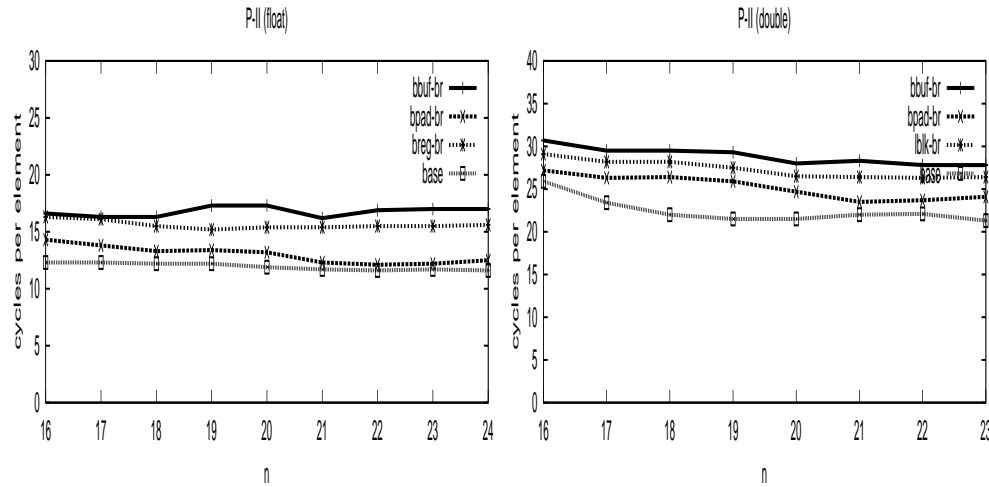 P-II (float)
cycles per element
30
25
20
15
10
5
0
bbuf-br
bpad-br
breg-br
base
16 17 18 19 20 21 22 23 24
n
P-II (double)
cycles per element
40
35
30
25
20
15
10
5
0
bbuf-br
bpad-br
lblk-br
base
16 17 18 19 20 21 22 23
n